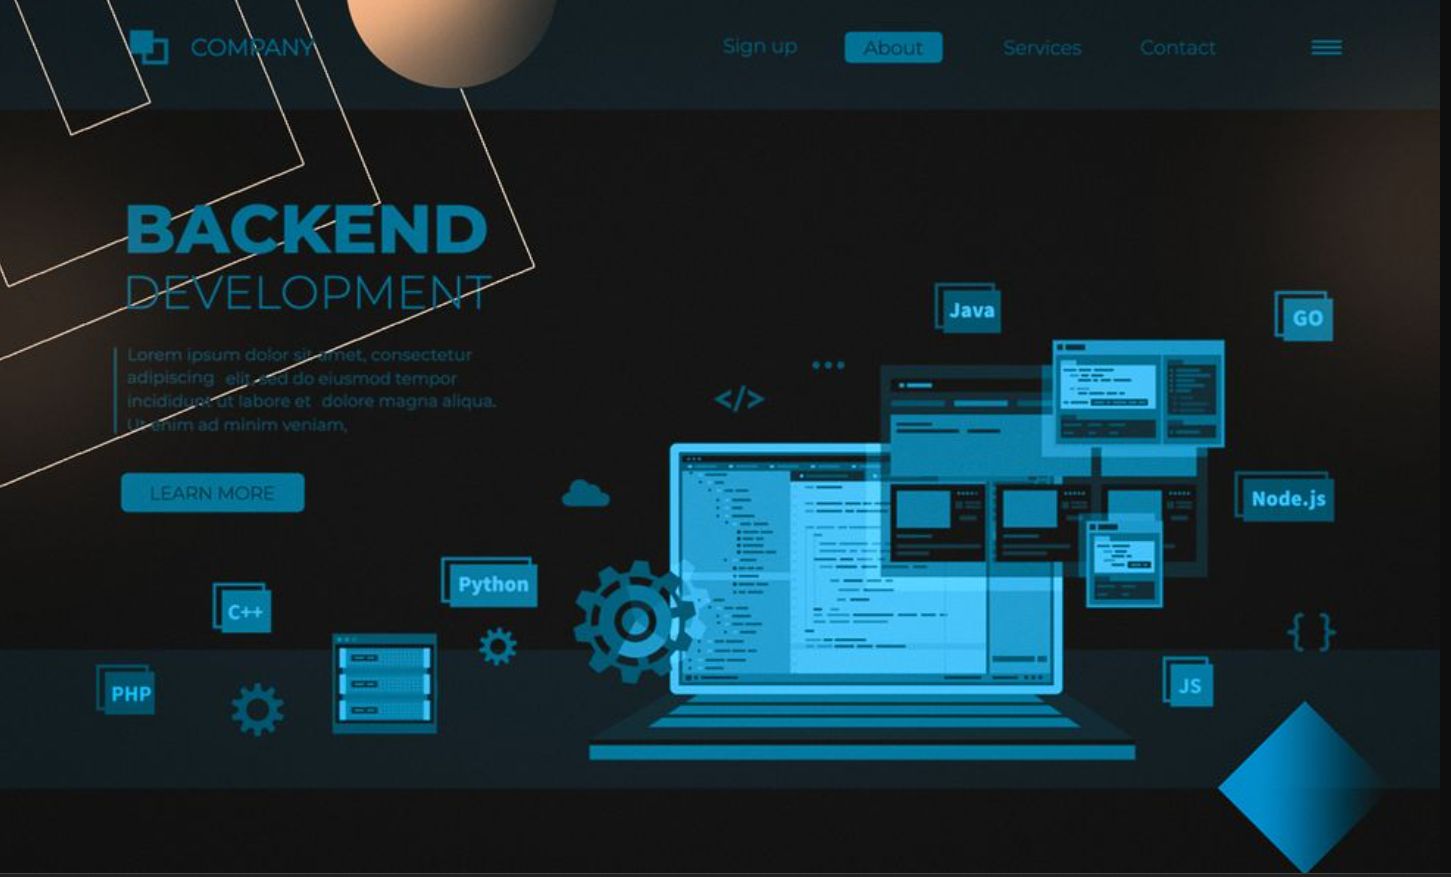 COMPANY
Sign up
About
Services
Contact
BACKEND
DEVELOPMENT
Lorem ipsum dolor sit amet, consectetur
adipiscing elit, sed do eiusmod tempor
incididunt ut labore et dolore magna aliqua.
Ut enim ad minim veniam,
LEARN MORE
Java
GO
</>
Node.js
Python
C++
{ }
PHP
JS